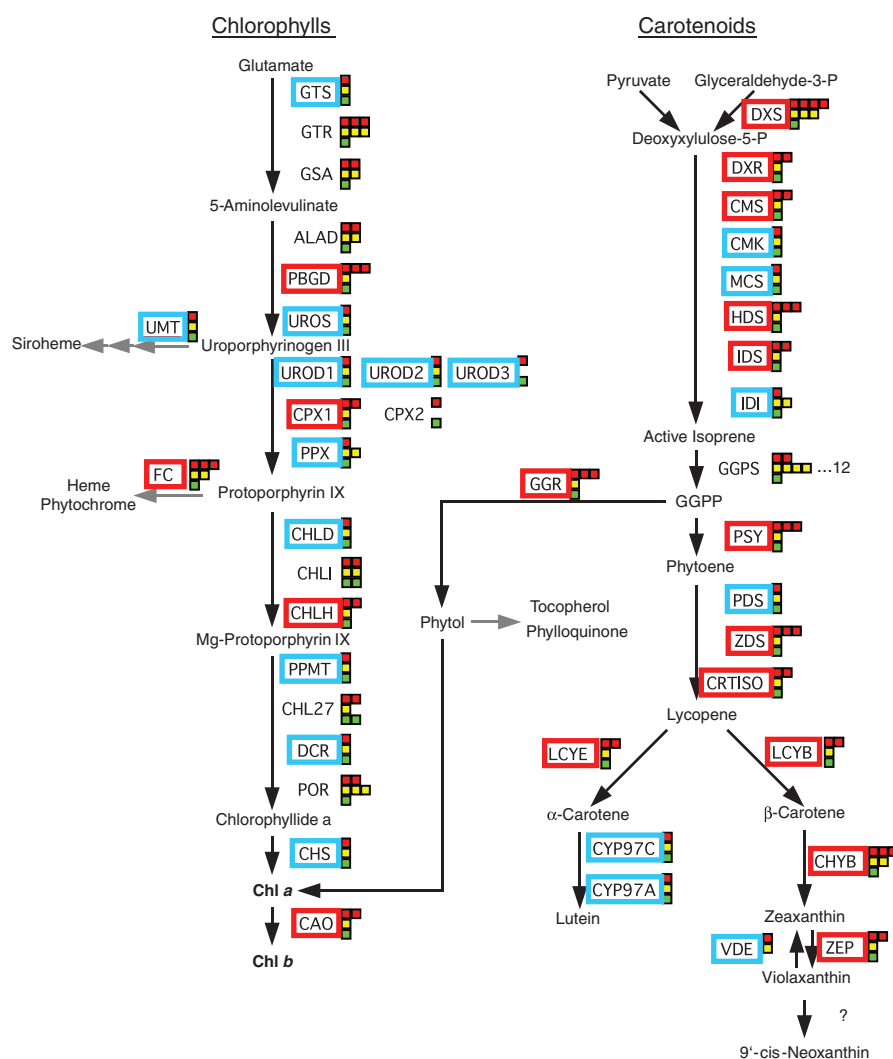 Chlorophylls
Glutamate
GTS
GTR
GSA
5-Aminolevulinate
ALAD
PBGD
UROS
UMT
Siroheme
Uroporphyrinogen III
UROD1
UROD2
UROD3
CPX1
CPX2
PPX
FC
Heme
Phytochrome
Protoporphyrin IX
CHLD
CHLI
CHLH
Mg-Protoporphyrin IX
PPMT
CHL27
DCR
POR
Chlorophyllide a
CHS
Chl a
CAO
Chl b
Carotenoids
Pyruvate
Glyceraldehyde-3-P
DXS
Deoxyxylulose-5-P
DXR
CMS
CMK
MCS
HDS
IDS
IDI
Active Isoprene
GGPS
...12
GGR
GGPP
PSY
Phytoene
PDS
Phytol
Tocopherol
Phylloquinone
ZDS
CRTISO
Lycopene
LCYE
LCYB
α-Carotene
β-Carotene
CYP97C
CYP97A
Lutein
CHYB
Zeaxanthin
VDE
ZEP
Violaxanthin
?
9'-cis-Neoxanthin